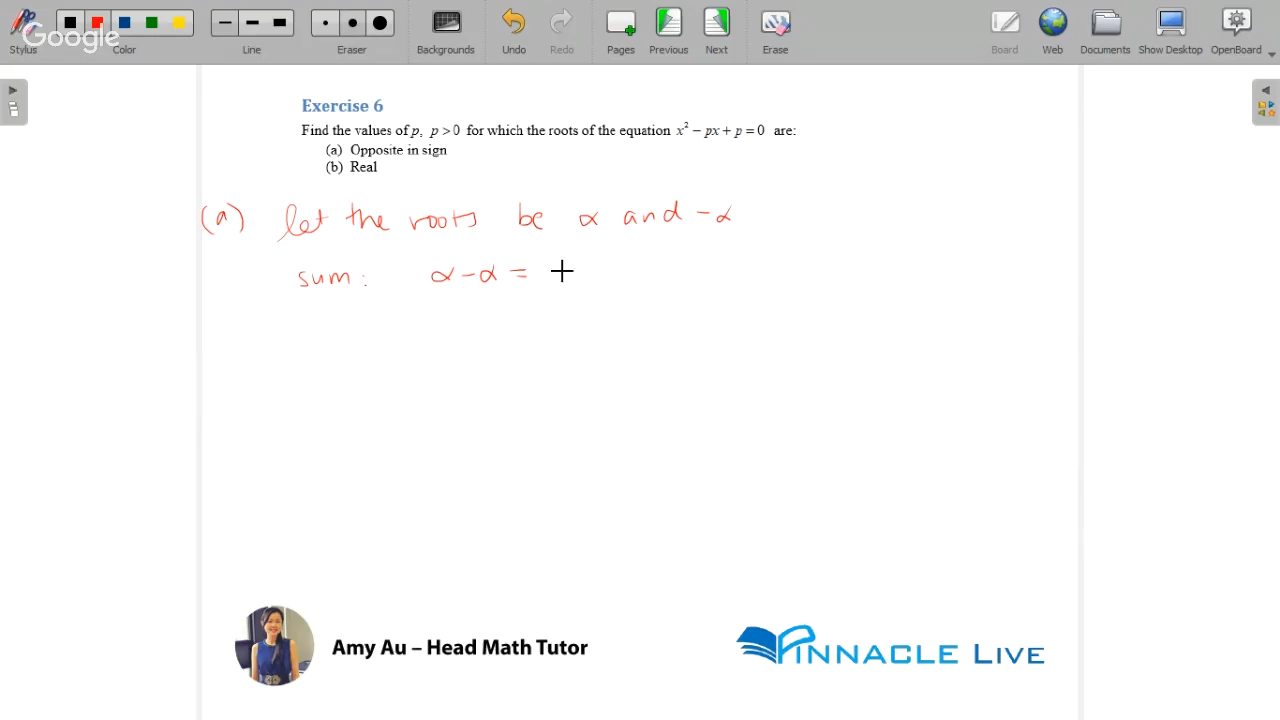 Stylus
Color
Line
Eraser
Backgrounds
Undo
Redo
Pages
Previous
Next
Erase
Board
Web
Documents
Show Desktop
OpenBoard
Google
Exercise 6
Find the values of p, p > 0 for which the roots of the equation x² − px + p = 0 are:
(a) Opposite in sign
(b) Real
(a) let the roots be α and −α
sum: α − α =
Amy Au – Head Math Tutor
PINNACLE LIVE